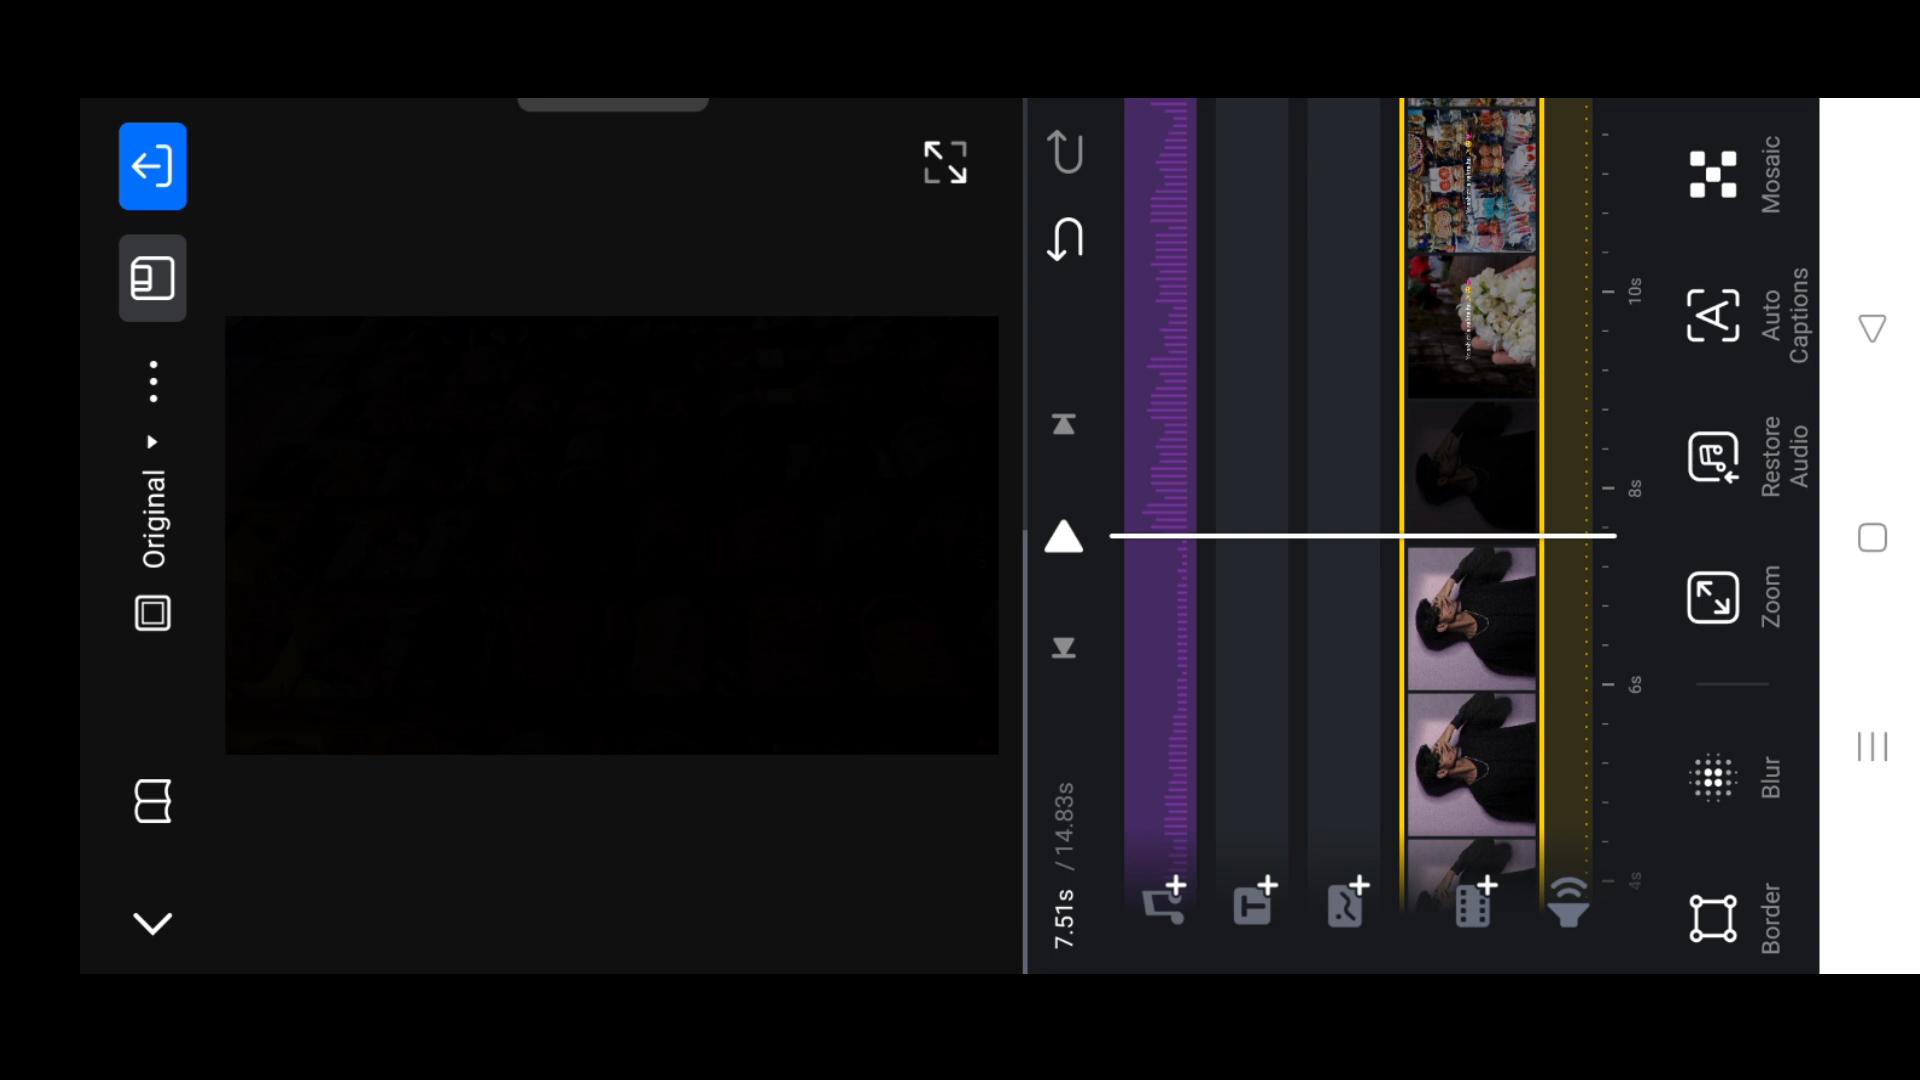 Original
7.51s / 14.83s
4s
6s
8s
10s
Border
Blur
Zoom
Restore
Audio
Auto
Captions
Mosaic